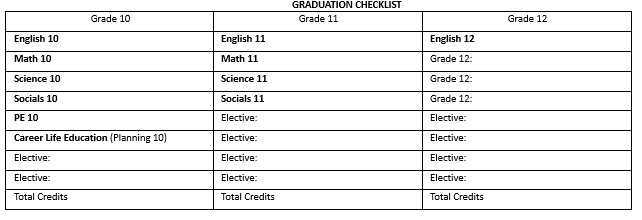 GRADUATION CHECKLIST
Grade 10 Grade 11 Grade 12
English 10 English 11 English 12
Math 10 Math 11 Grade 12:
Science 10 Science 11 Grade 12:
Socials 10 Socials 11 Grade 12:
PE 10 Elective: Elective:
Career Life Education (Planning 10) Elective: Elective:
Elective: Elective: Elective:
Elective: Elective: Elective:
Total Credits Total Credits Total Credits